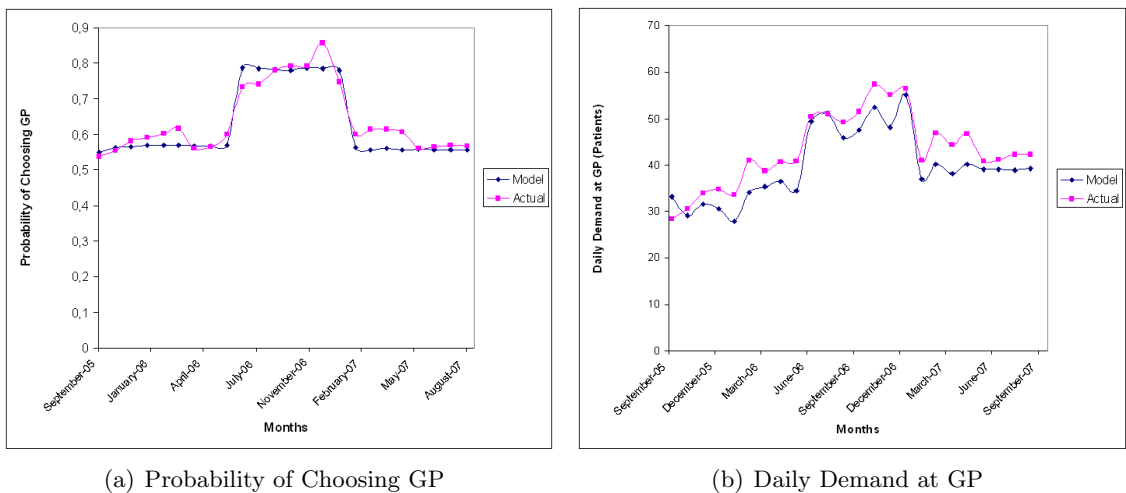 0,9
0,8
0,7
0,6
0,5
0,4
0,3
0,2
0,1
0
Probability of Choosing GP
September-05
January-06
April-06
July-06
November-06
February-07
May-07
August-07
Months
Model
Actual
70
60
50
40
30
20
10
0
Daily Demand at GP (Patients)
September-05
December-05
March-06
June-06
September-06
December-06
March-07
June-07
September-07
Months
Model
Actual
(a) Probability of Choosing GP
(b) Daily Demand at GP